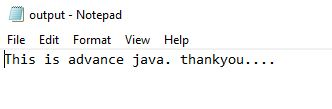 output - Notepad
File Edit Format View Help
This is advance java. thankyou....